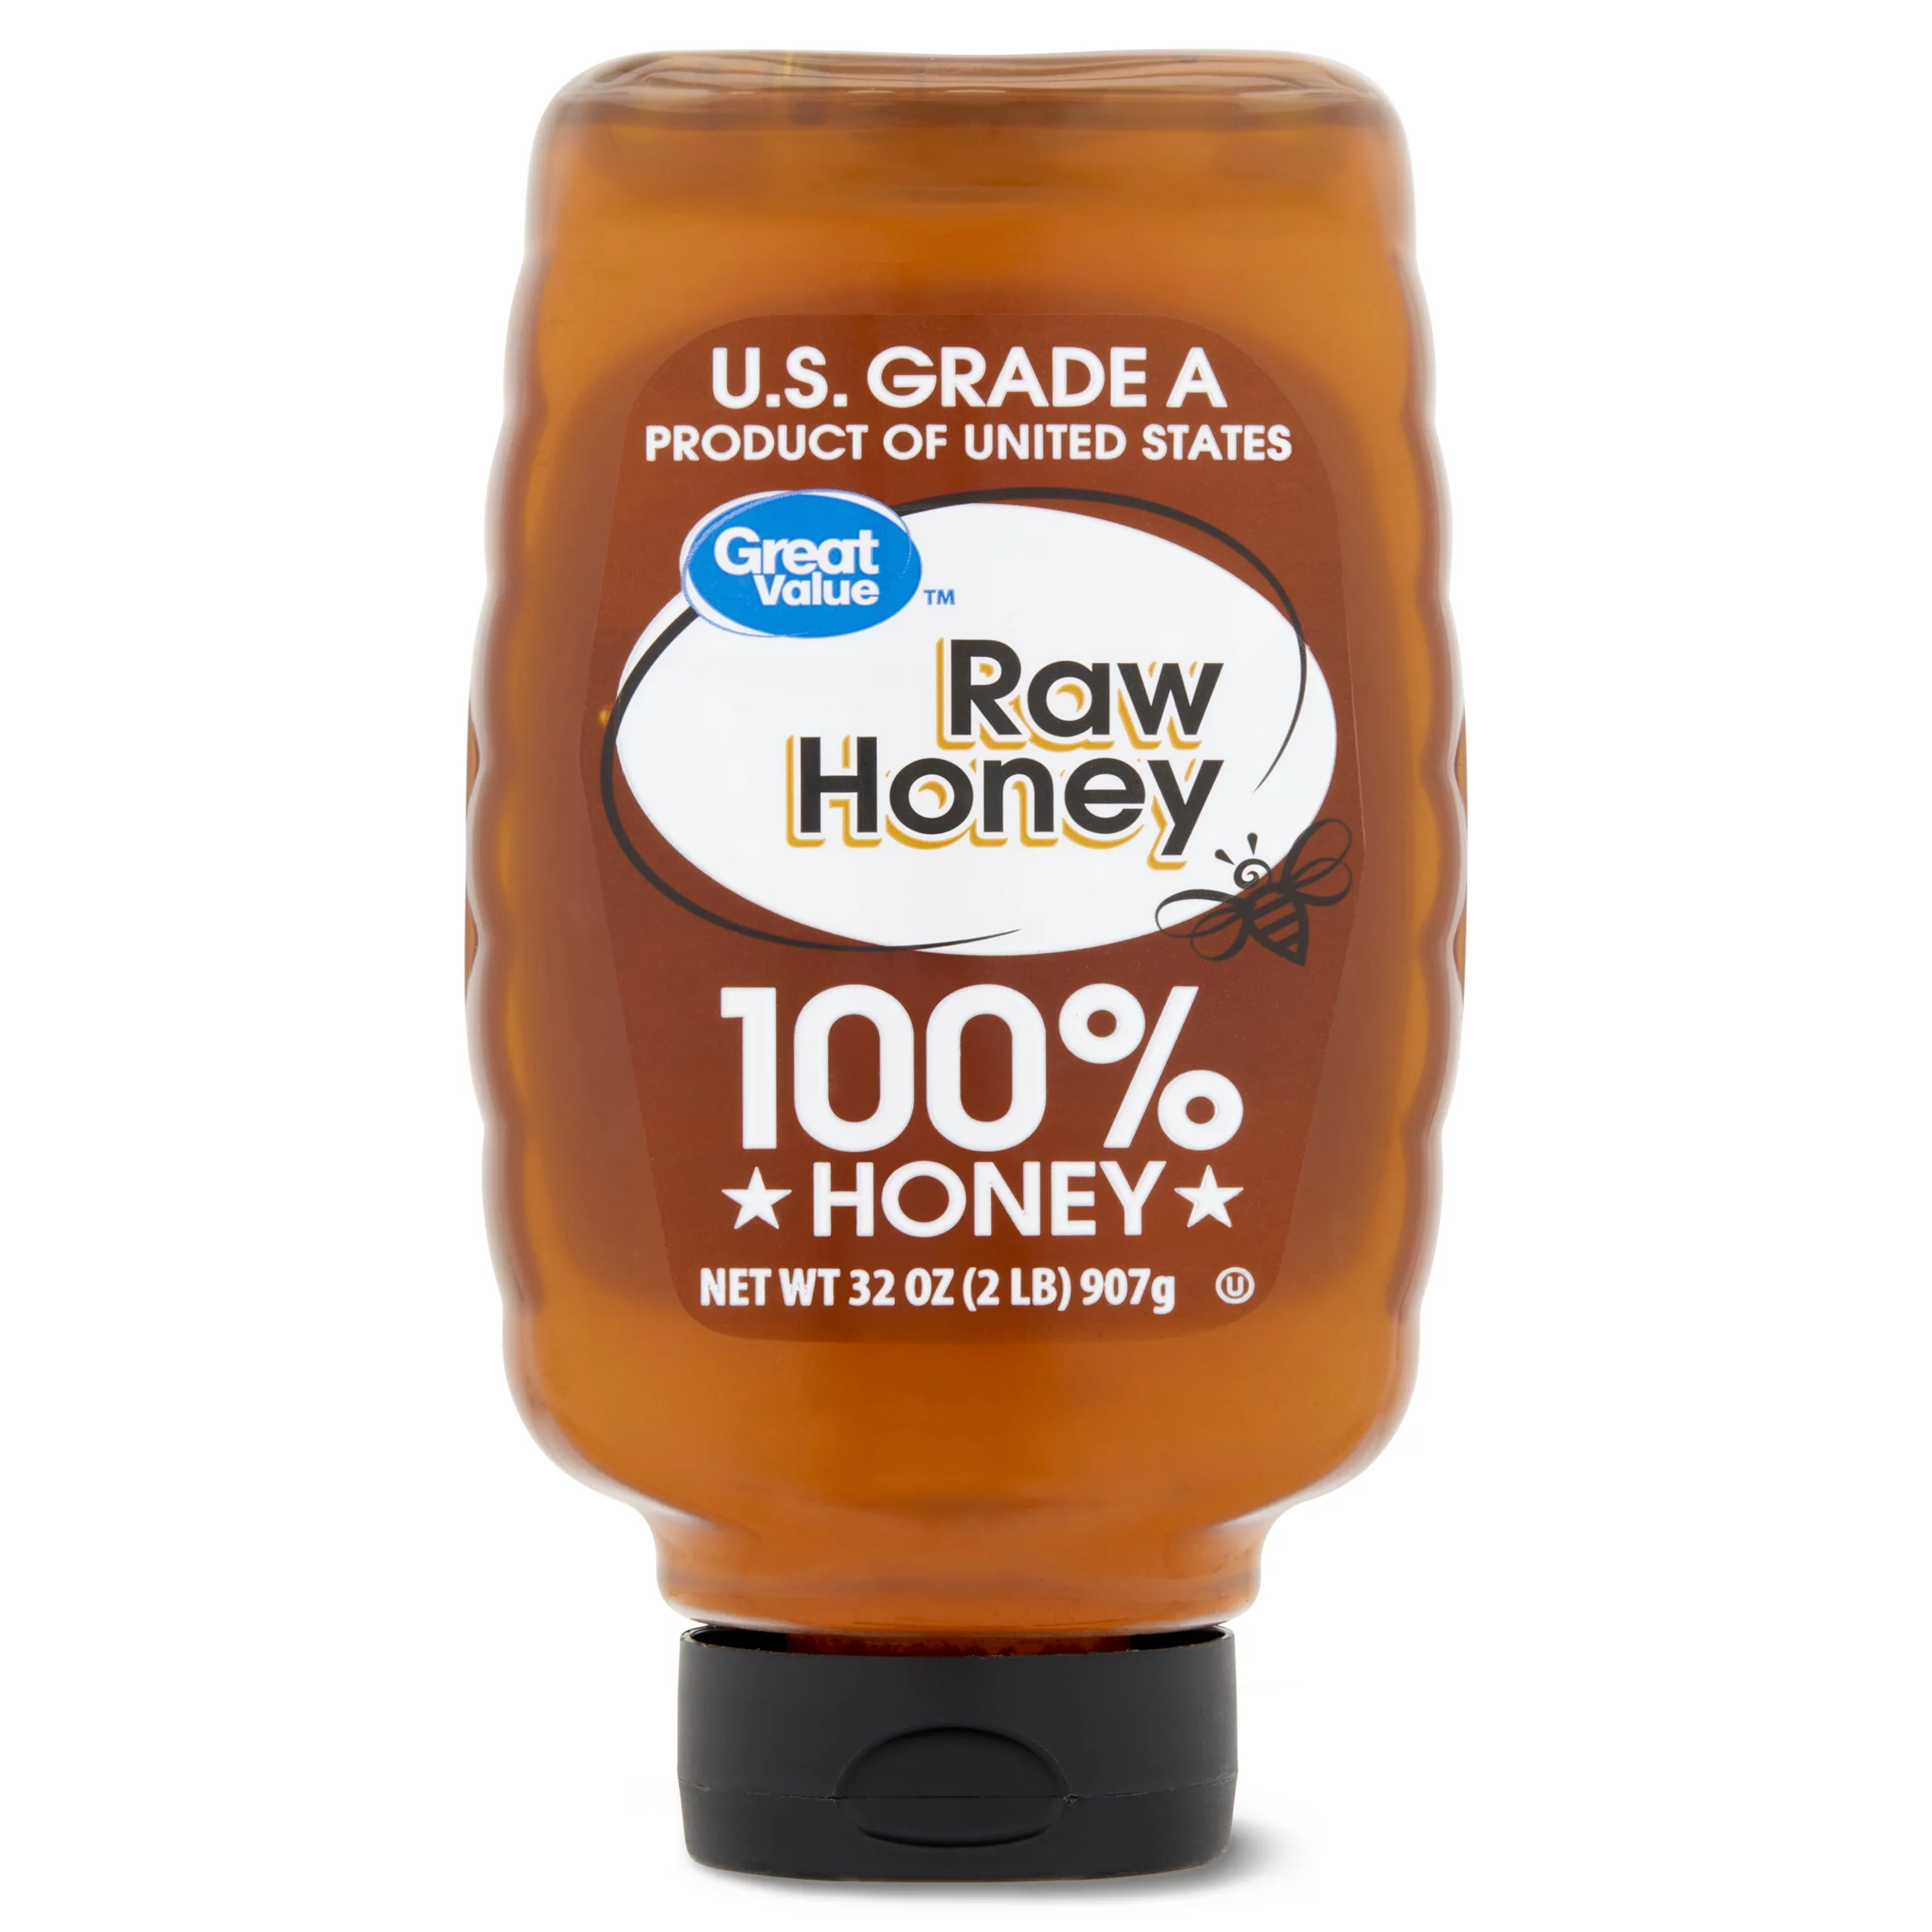 U.S. GRADE A
PRODUCT OF UNITED STATES
Great
Value
TM
Raw
Honey
100%
★HONEY★
NET WT 32 OZ (2 LB) 907g Ⓤ